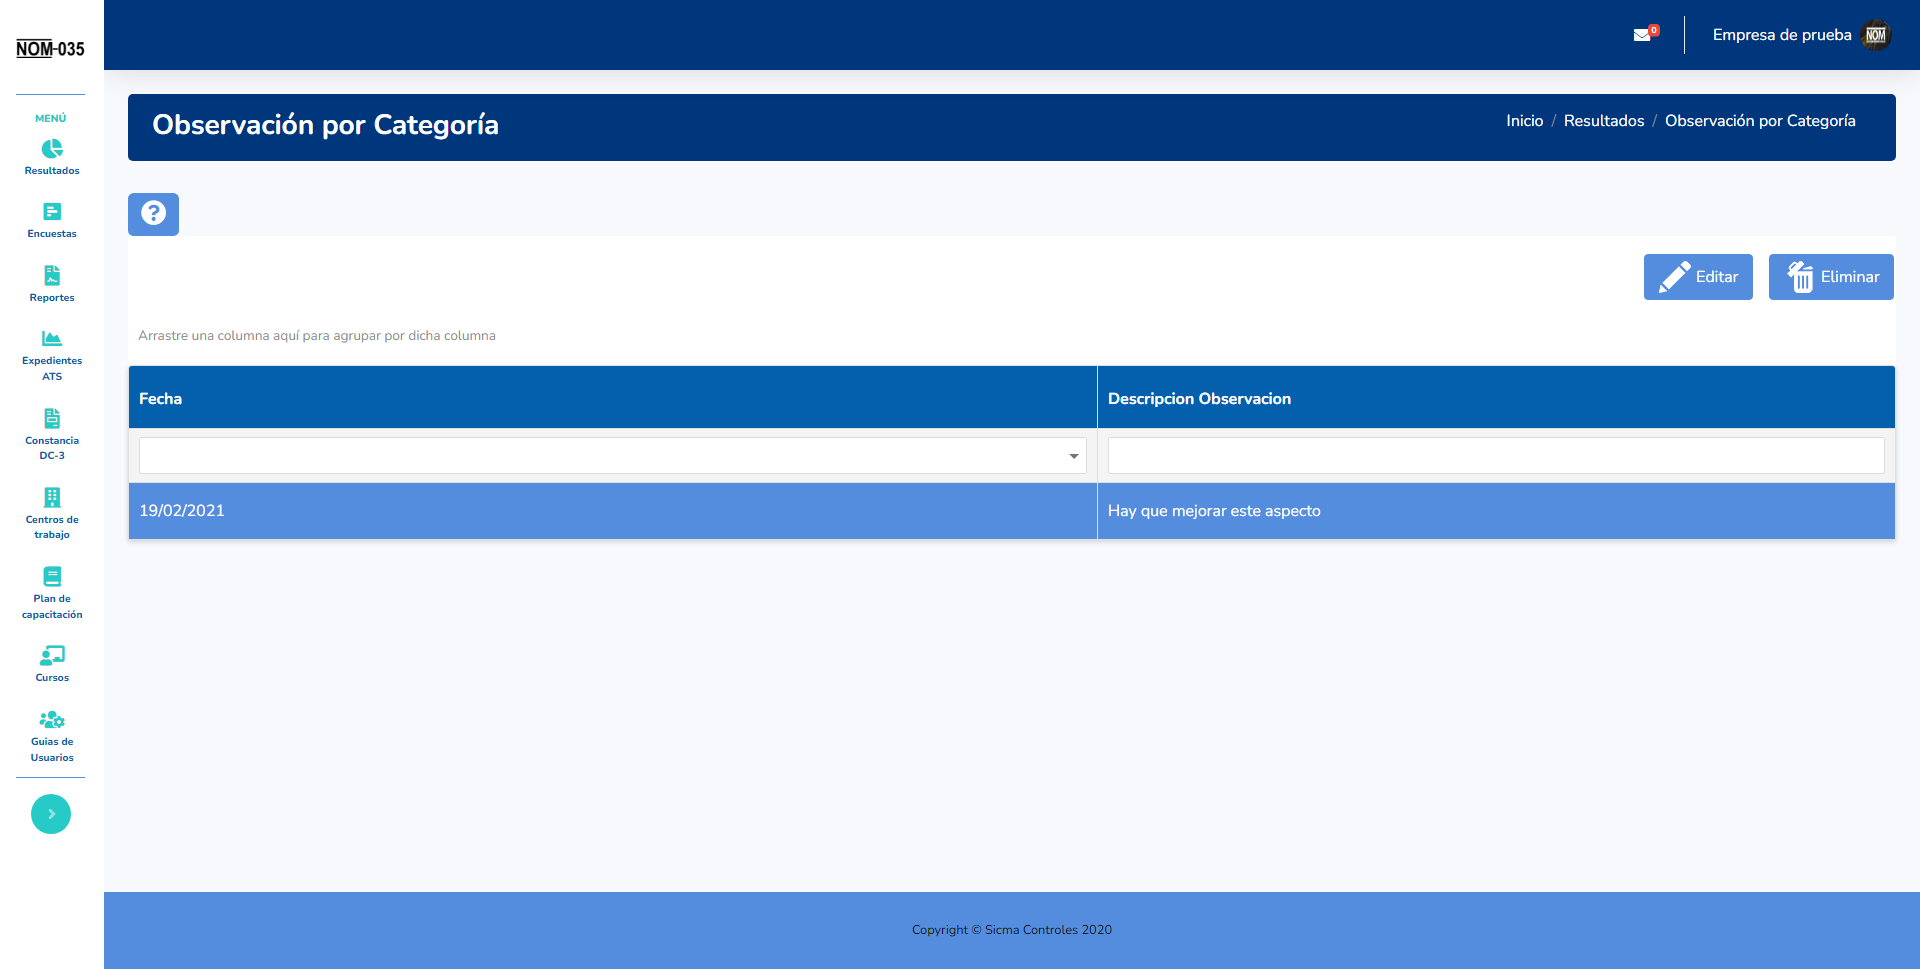 NOM-035
0
Empresa de prueba
NOM
MENÚ
Resultados
Encuestas
Reportes
Expedientes
ATS
Constancia
DC-3
Centros de
trabajo
Plan de
capacitación
Cursos
Guias de
Usuarios
Observación por Categoría
Inicio / Resultados / Observación por Categoría
?
Editar
Eliminar
Arrastre una columna aquí para agrupar por dicha columna
Fecha
Descripcion Observacion
19/02/2021
Hay que mejorar este aspecto
Copyright © Sicma Controles 2020